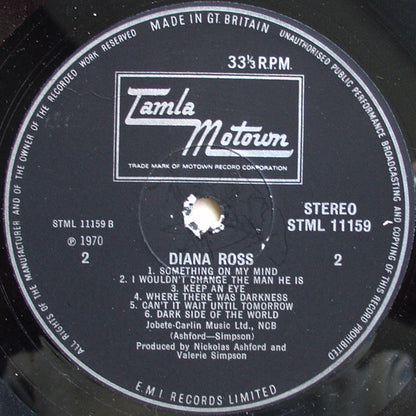 MADE IN GT. BRITAIN
UNAUTHORISED PUBLIC PERFORMANCE BROADCASTING AND COPYING OF THIS RECORD PROHIBITED
ALL RIGHTS OF THE MANUFACTURER AND OF THE OWNER OF THE RECORDED WORK RESERVED
33⅓ R.P.M.
Tamla
Motown
TRADE MARK OF MOTOWN RECORD CORPORATION
STML 11159 B
℗ 1970
2
STEREO
STML 11159
2
DIANA ROSS
1. SOMETHING ON MY MIND
2. I WOULDN'T CHANGE THE MAN HE IS
3. KEEP AN EYE
4. WHERE THERE WAS DARKNESS
5. CAN'T IT WAIT UNTIL TOMORROW
6. DARK SIDE OF THE WORLD
Jobete-Carlin Music Ltd., NCB
(Ashford—Simpson)
Produced by Nickolas Ashford and
Valerie Simpson
E.M.I RECORDS LIMITED